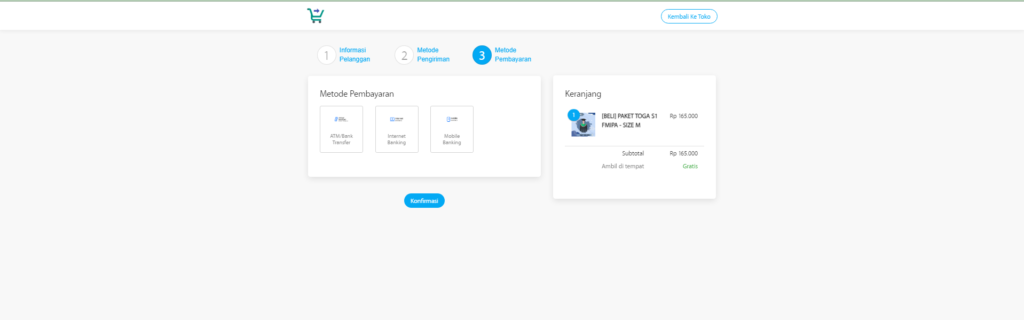 Kembali Ke Toko
1 Informasi
Pelanggan
2 Metode
Pengiriman
3 Metode
Pembayaran
Metode Pembayaran
ATM/Bank
Transfer
Internet
Banking
Mobile
Banking
Konfirmasi
Keranjang
1
[BELI] PAKET TOGA S1
FMIPA - SIZE M
Rp 165.000
Subtotal Rp 165.000
Ambil di tempat Gratis